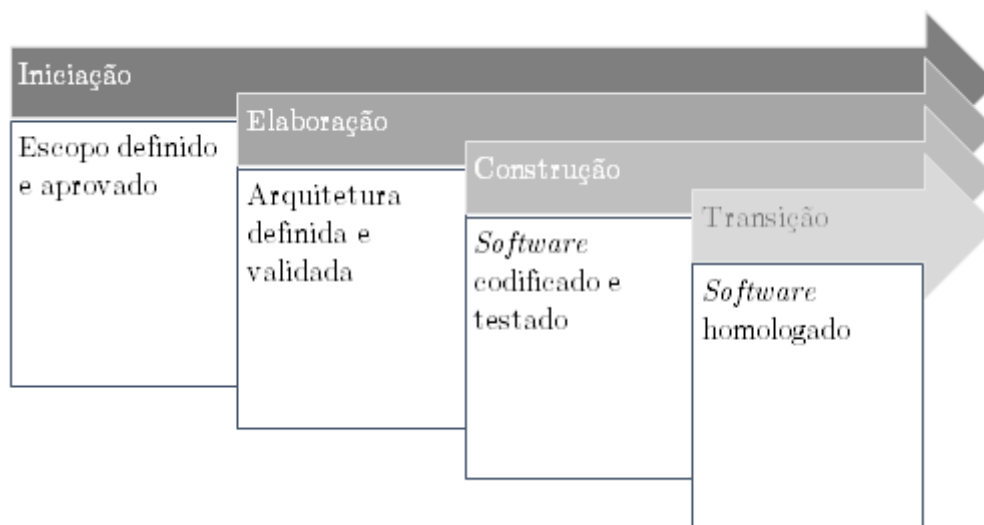 Iniciação
Escopo definido
e aprovado
Elaboração
Arquitetura
definida e
validada
Construção
Software
codificado e
testado
Transição
Software
homologado